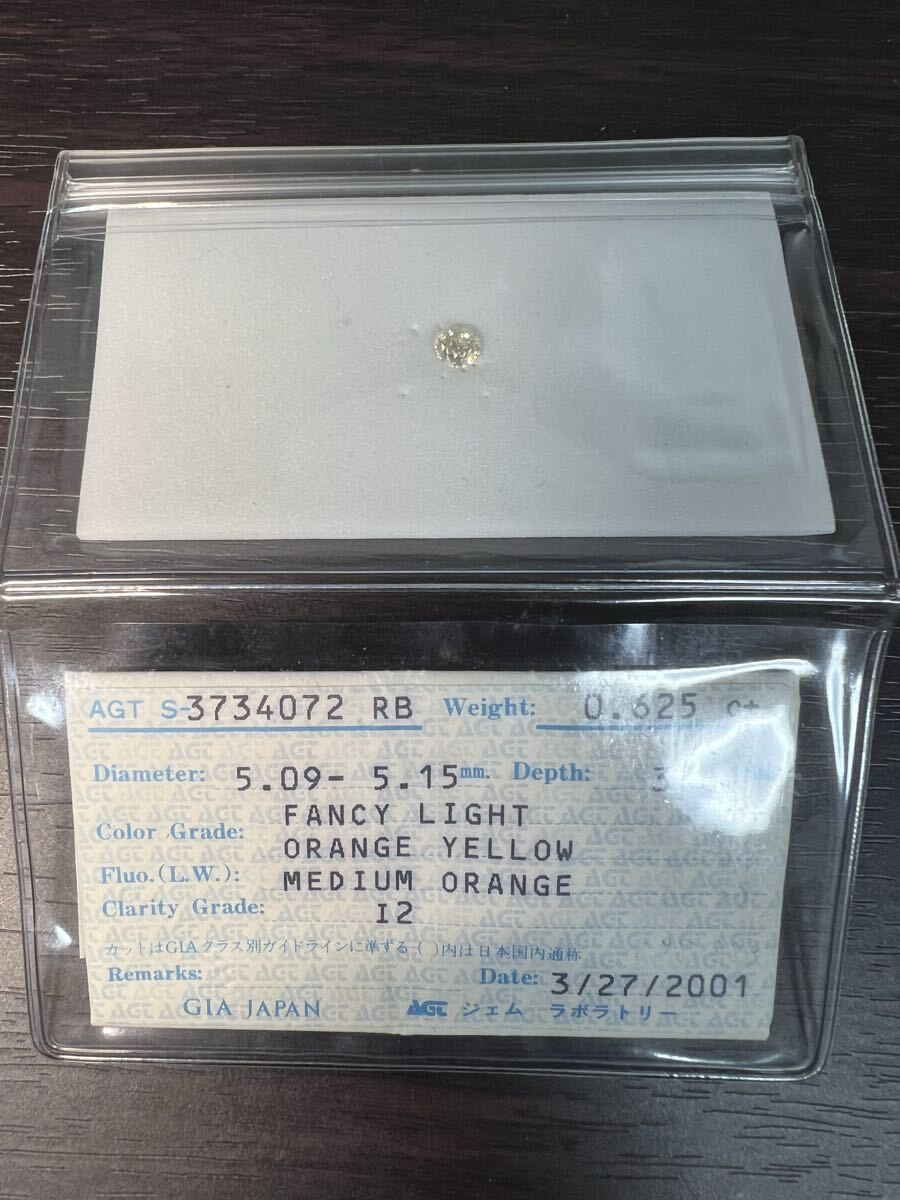 AGT S-3734072 RB Weight: 0.625 ct
Diameter: 5.09- 5.15mm. Depth: 3
Color Grade: FANCY LIGHT
ORANGE YELLOW
Fluo.(L.W.): MEDIUM ORANGE
Clarity Grade: I2
カットはGIAクラス別ガイドラインに準ずる ( )内は日本国内通称
Remarks: Date: 3/27/2001
GIA JAPAN AGT ジェム ラボラトリー